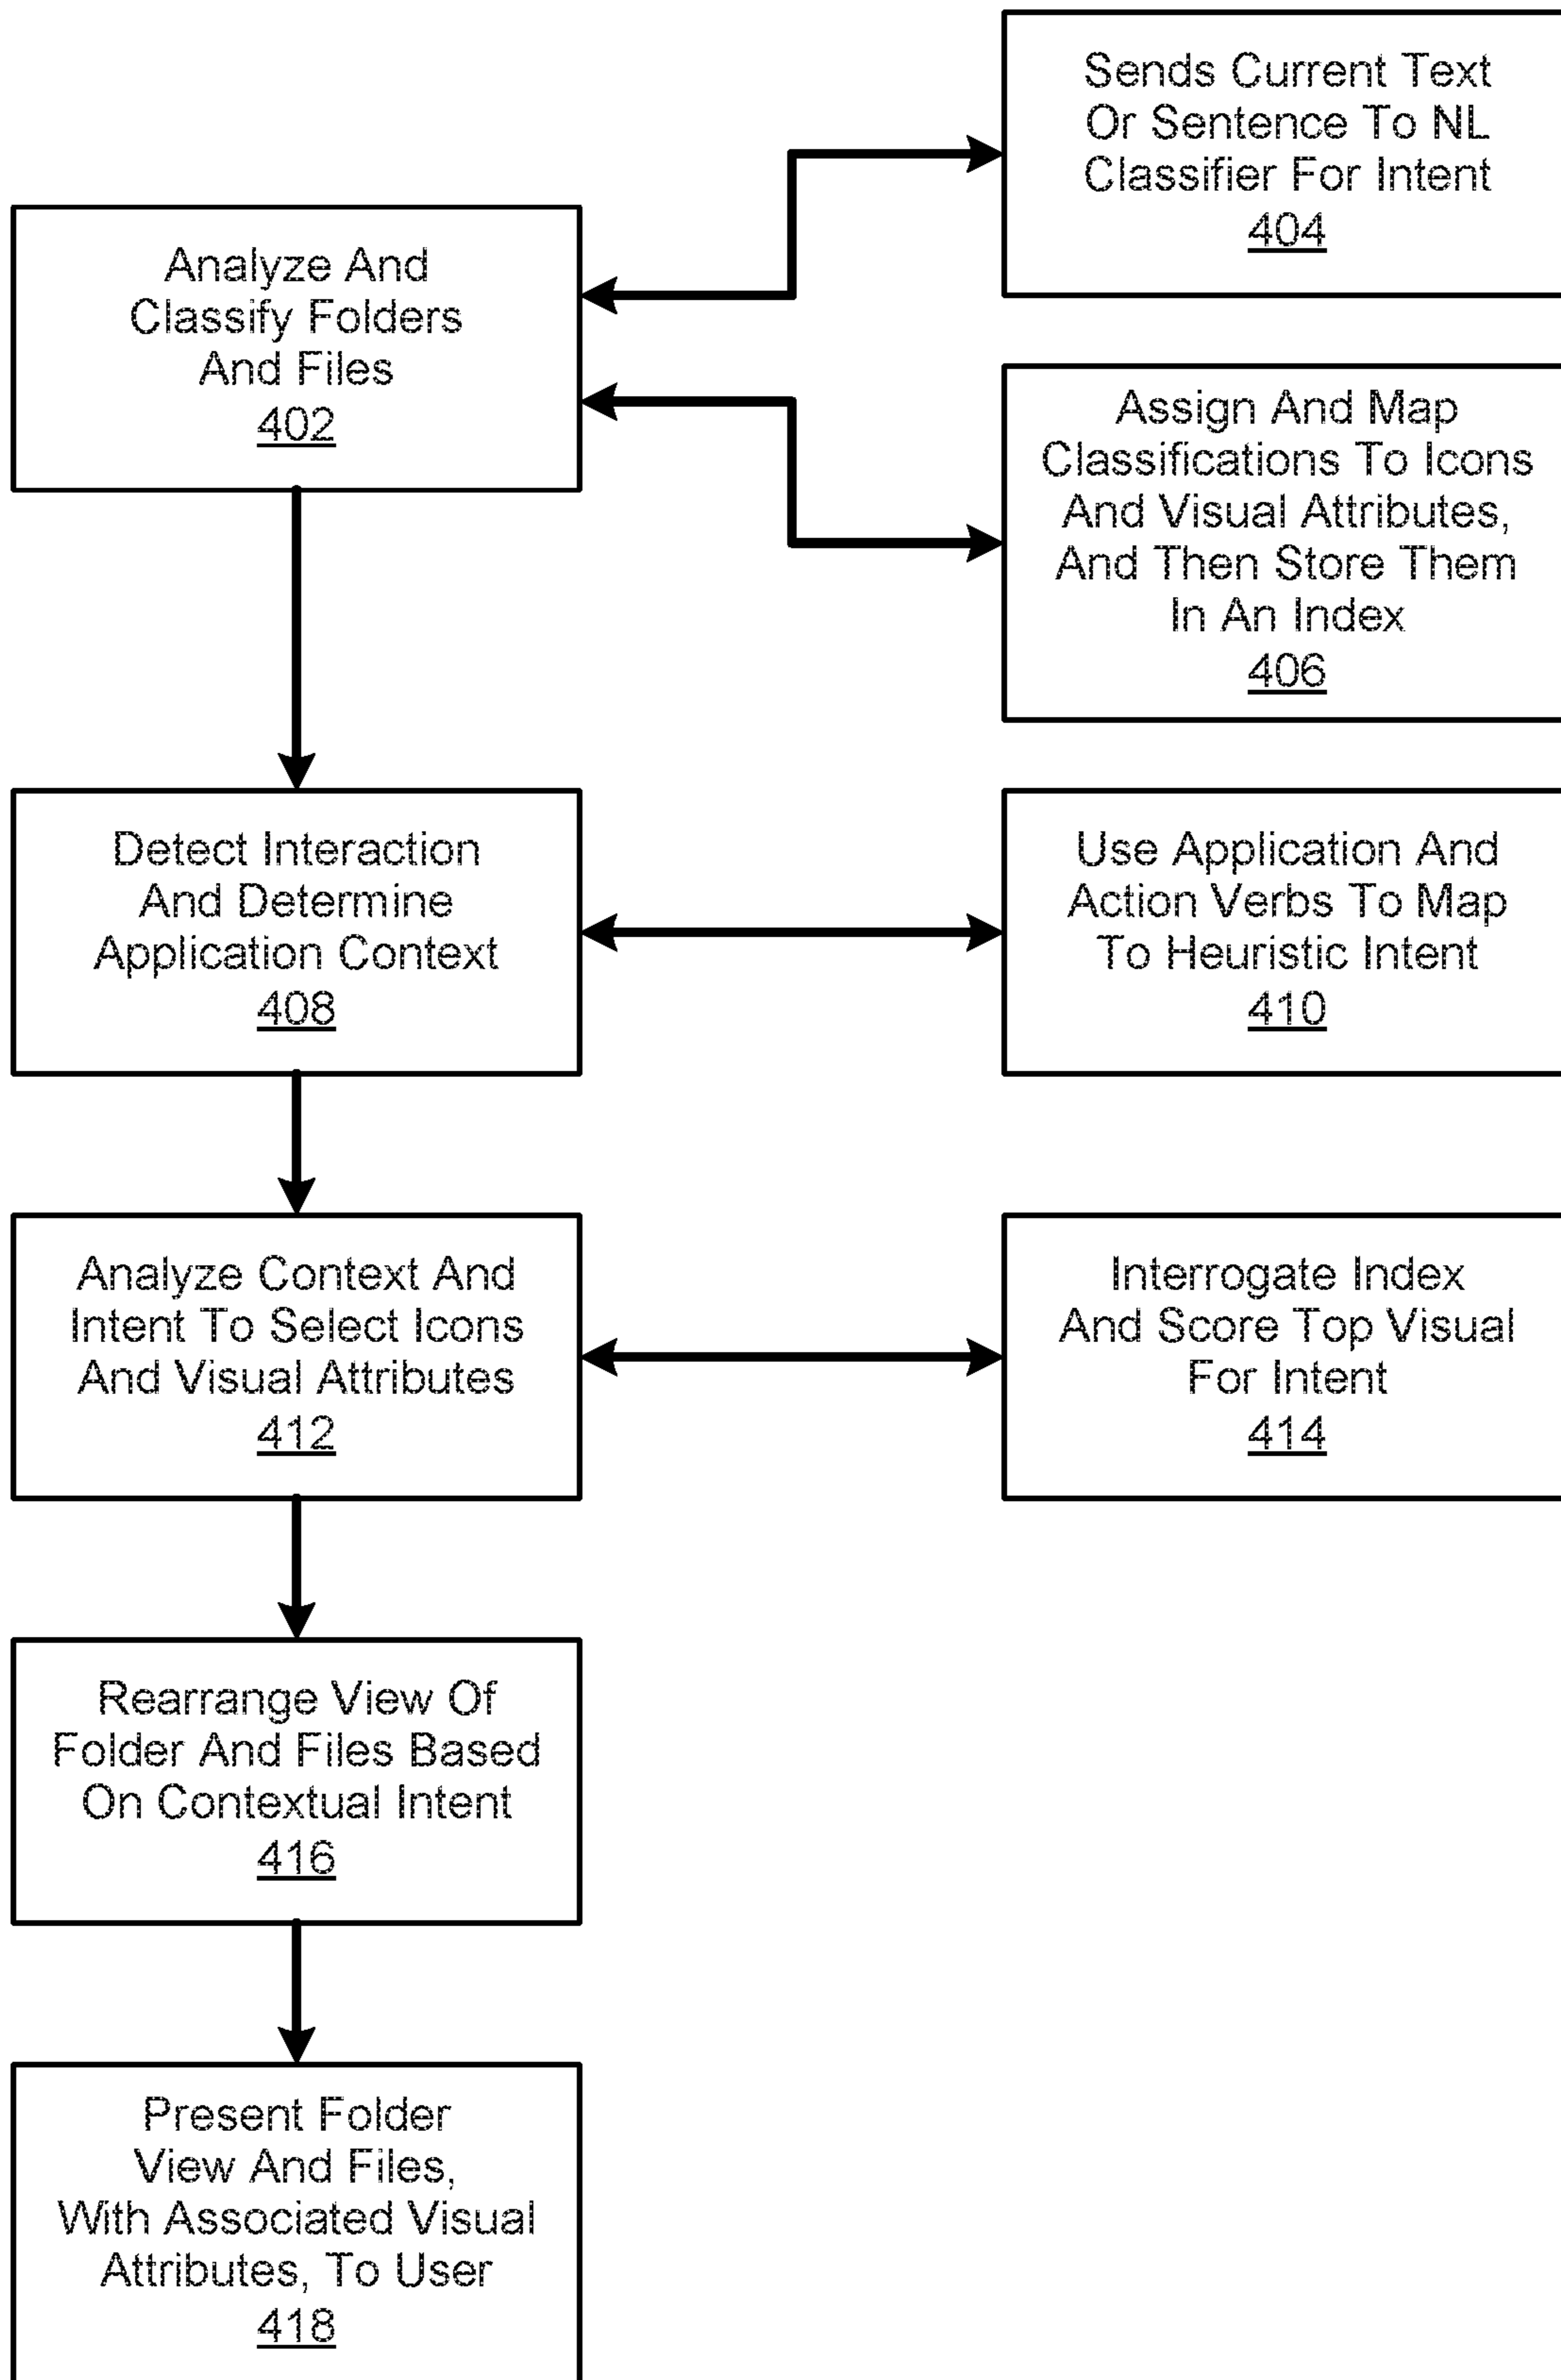 Sends Current Text
Or Sentence To NL
Classifier For Intent
404
Analyze And
Classify Folders
And Files
402
Assign And Map
Classifications To Icons
And Visual Attributes,
And Then Store Them
In An Index
406
Detect Interaction
And Determine
Application Context
408
Use Application And
Action Verbs To Map
To Heuristic Intent
410
Analyze Context And
Intent To Select Icons
And Visual Attributes
412
Interrogate Index
And Score Top Visual
For Intent
414
Rearrange View Of
Folder And Files Based
On Contextual Intent
416
Present Folder
View And Files,
With Associated Visual
Attributes, To User
418